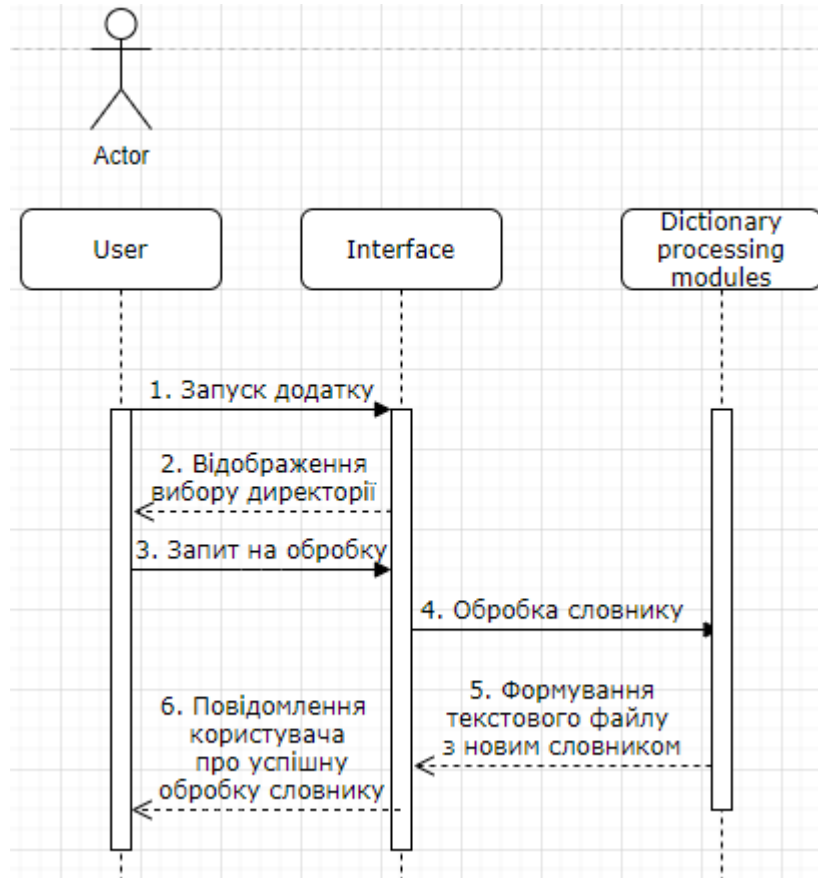 Actor
User
Interface
Dictionary
processing
modules
1. Запуск додатку
2. Відображення
вибору директорії
3. Запит на обробку
4. Обробка словнику
5. Формування
текстового файлу
з новим словником
6. Повідомлення
користувача
про успішну
обробку словнику